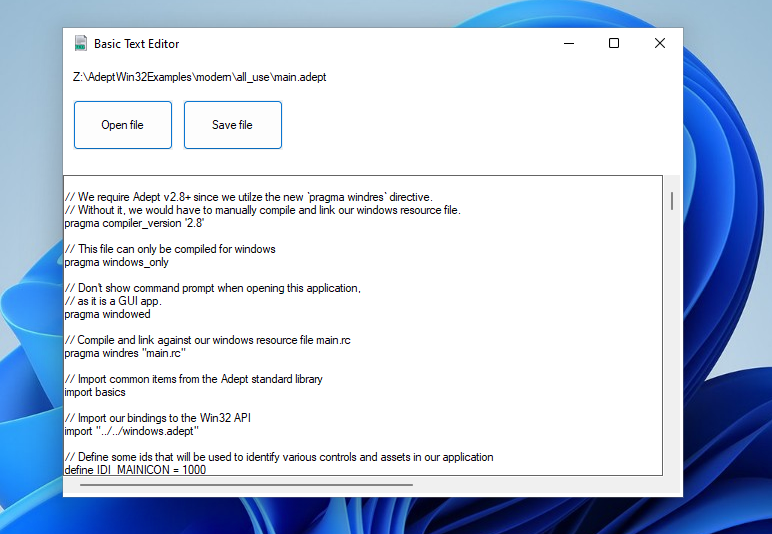 Basic Text Editor
Z:\AdeptWin32Examples\modern\all_use\main.adept
Open file
Save file
// We require Adept v2.8+ since we utilze the new `pragma windres` directive.
// Without it, we would have to manually compile and link our windows resource file.
pragma compiler_version '2.8'
// This file can only be compiled for windows
pragma windows_only
// Don't show command prompt when opening this application,
// as it is a GUI app.
pragma windowed
// Compile and link against our windows resource file main.rc
pragma windres "main.rc"
// Import common items from the Adept standard library
import basics
// Import our bindings to the Win32 API
import "../../windows.adept"
// Define some ids that will be used to identify various controls and assets in our application
define IDI_MAINICON = 1000